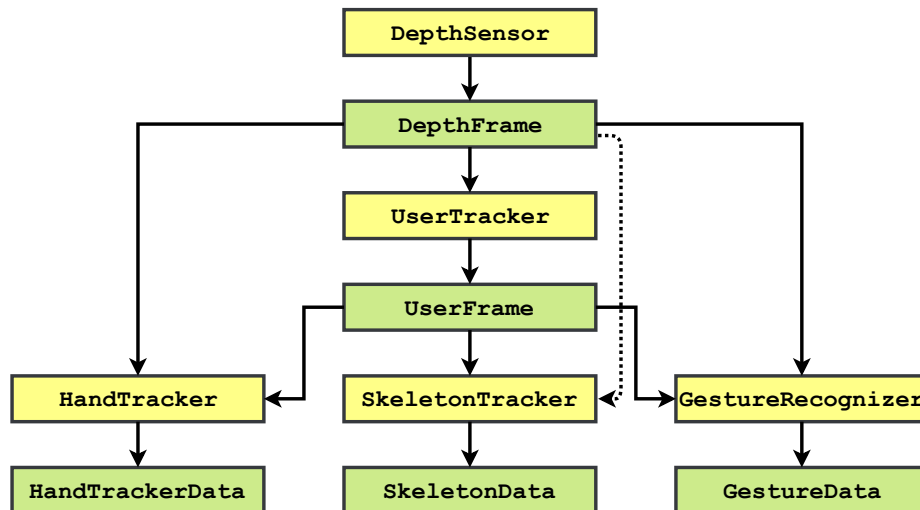 DepthSensor
DepthFrame
UserTracker
UserFrame
HandTracker
SkeletonTracker
GestureRecognizer
HandTrackerData
SkeletonData
GestureData